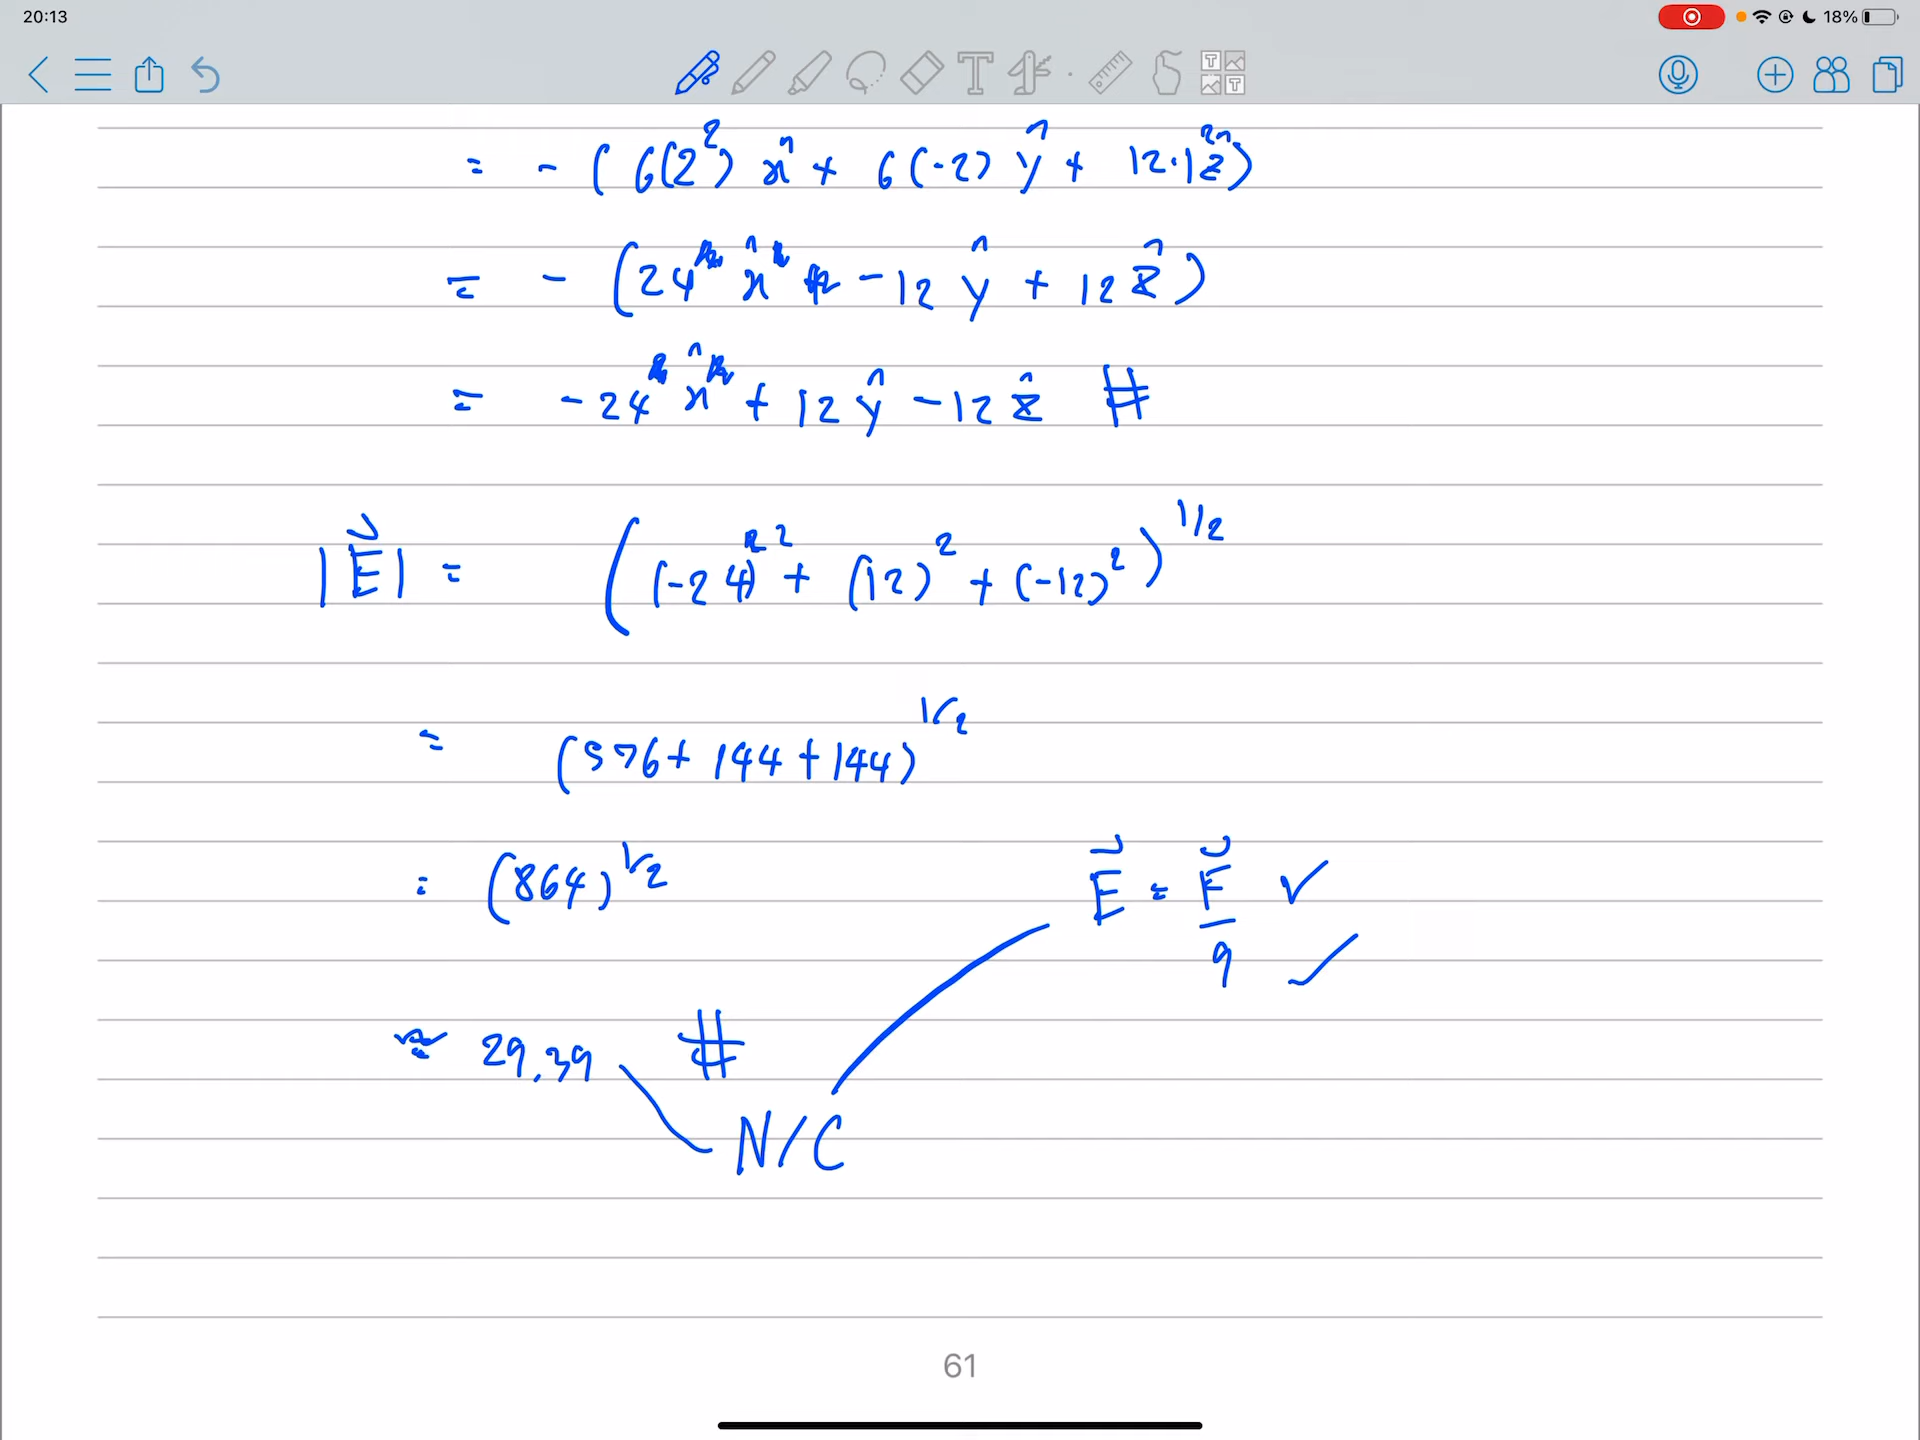 20:13
18%
= - ( 6(2²) x̂ + 6(-2) ŷ + 12·1² ẑ )
= - (24 x̂ - 12 ŷ + 12 ẑ )
= -24 x̂ + 12 ŷ - 12 ẑ #
|E⃗| = ( (-24)² + (12)² + (-12)² )^1/2
= (576 + 144 + 144)^1/2
= (864)^1/2
E⃗ = F⃗ / q ✓ ✓
≈ 29.39 #
N/C
61